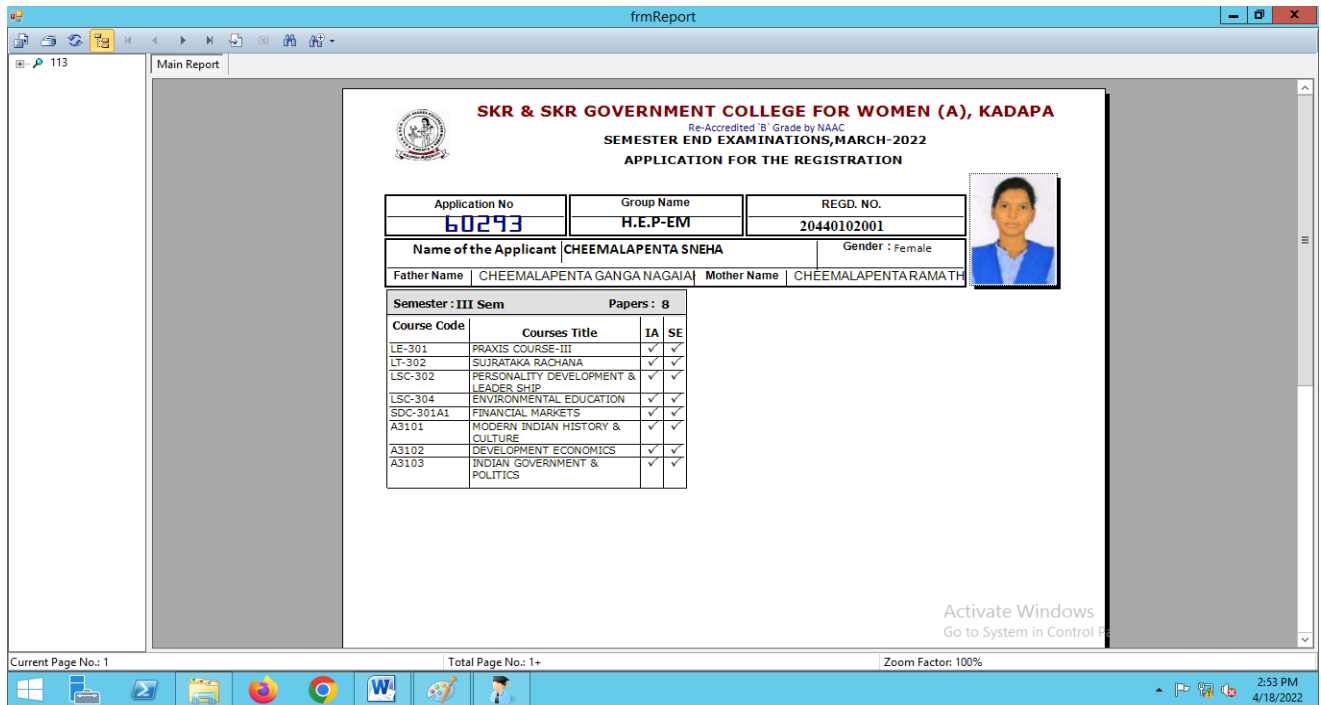 frmReport
113
Main Report
SKR & SKR GOVERNMENT COLLEGE FOR WOMEN (A), KADAPA
Re-Accredited `B` Grade by NAAC
SEMESTER END EXAMINATIONS,MARCH-2022
APPLICATION FOR THE REGISTRATION
Application No Group Name REGD. NO.
60293 H.E.P-EM 20440102001
Name of the Applicant CHEEMALAPENTA SNEHA Gender : Female
Father Name CHEEMALAPENTA GANGA NAGAIAH Mother Name CHEEMALAPENTA RAMA TH
Semester : III Sem Papers : 8
Course Code Courses Title IA SE
LE-301 PRAXIS COURSE-III ✓ ✓
LT-302 SUJRATAKA RACHANA ✓ ✓
LSC-302 PERSONALITY DEVELOPMENT & ✓ ✓
LEADER SHIP
LSC-304 ENVIRONMENTAL EDUCATION ✓ ✓
SDC-301A1 FINANCIAL MARKETS ✓ ✓
A3101 MODERN INDIAN HISTORY & ✓ ✓
CULTURE
A3102 DEVELOPMENT ECONOMICS ✓ ✓
A3103 INDIAN GOVERNMENT & ✓ ✓
POLITICS
Activate Windows
Go to System in Control
Current Page No.: 1 Total Page No.: 1+ Zoom Factor: 100%
2:53 PM
4/18/2022